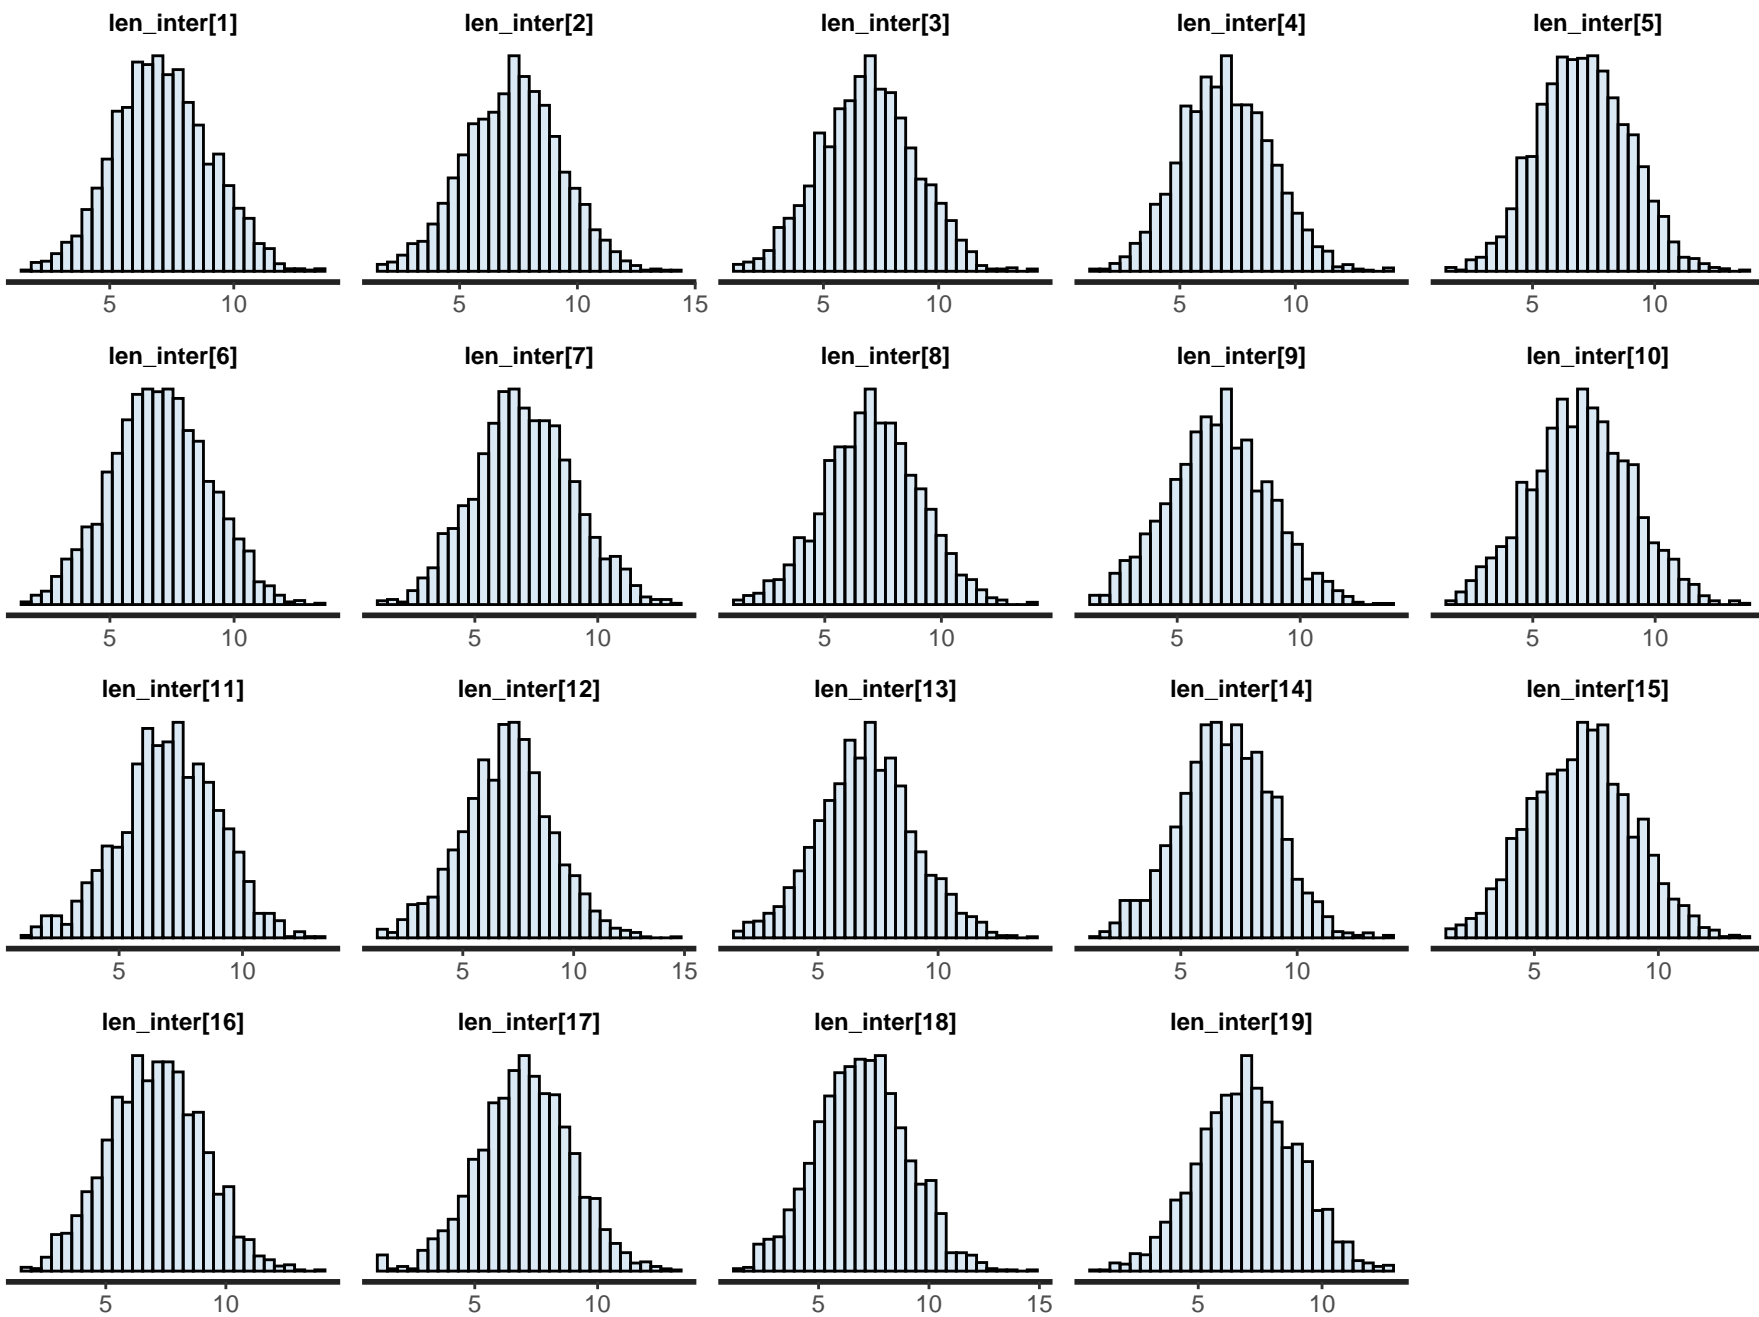 len_inter[1] len_inter[2] len_inter[3] len_inter[4] len_inter[5]
5 10 5 10 15 5 10 5 10 5 10
len_inter[6] len_inter[7] len_inter[8] len_inter[9] len_inter[10]
5 10 5 10 5 10 5 10 5 10
len_inter[11] len_inter[12] len_inter[13] len_inter[14] len_inter[15]
5 10 5 10 15 5 10 5 10 5 10
len_inter[16] len_inter[17] len_inter[18] len_inter[19]
5 10 5 10 5 10 15 5 10